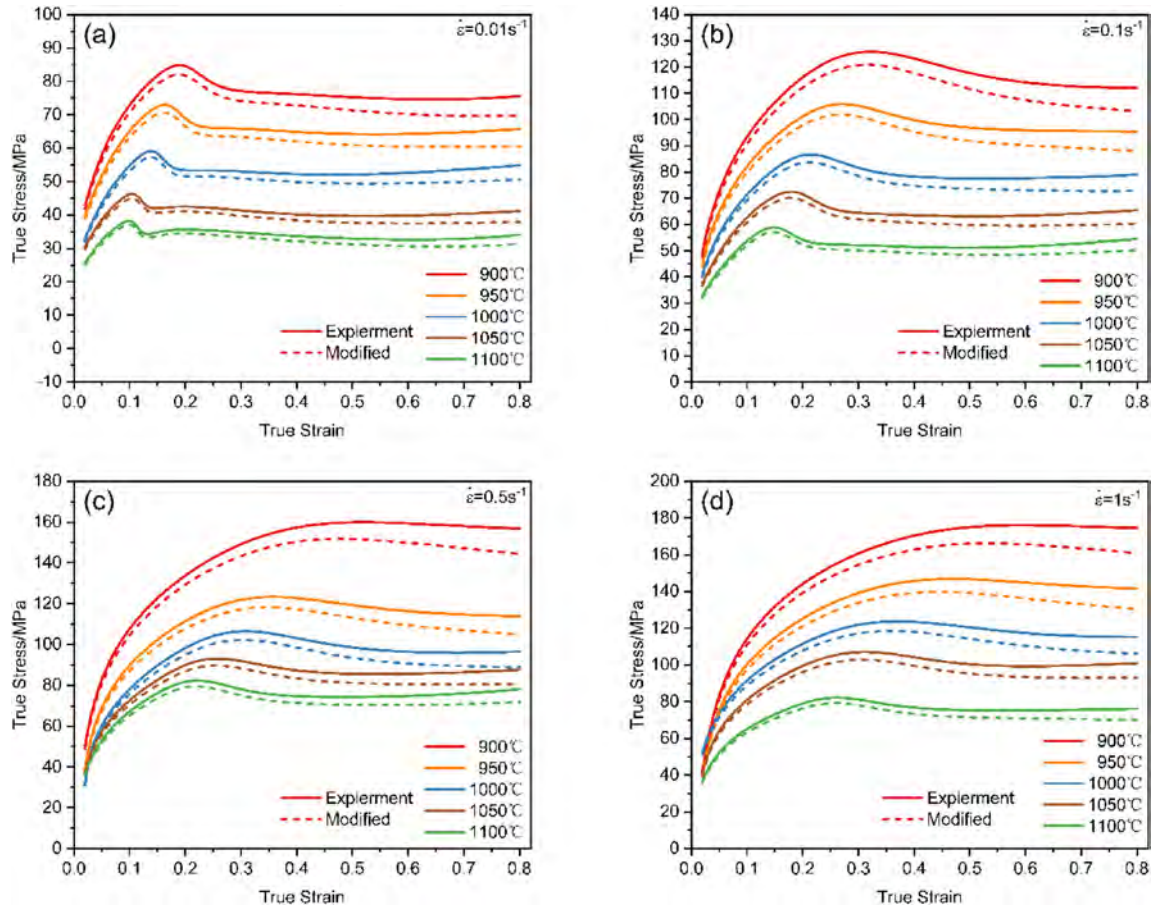 (a)
ε̇=0.01s⁻¹
True Stress/MPa
100
90
80
70
60
50
40
30
20
10
0
-10
900℃
950℃
1000℃
1050℃
1100℃
Expierment
Modified
0.0 0.1 0.2 0.3 0.4 0.5 0.6 0.7 0.8
True Strain
(b)
ε̇=0.1s⁻¹
True Stress/MPa
140
130
120
110
100
90
80
70
60
50
40
30
20
10
0
900℃
950℃
1000℃
1050℃
1100℃
Expierment
Modified
0.0 0.1 0.2 0.3 0.4 0.5 0.6 0.7 0.8
True Strain
(c)
ε̇=0.5s⁻¹
True Stress/MPa
180
160
140
120
100
80
60
40
20
0
900℃
950℃
1000℃
1050℃
1100℃
Expierment
Modified
0.0 0.1 0.2 0.3 0.4 0.5 0.6 0.7 0.8
True Strain
(d)
ε̇=1s⁻¹
True Stress/MPa
200
180
160
140
120
100
80
60
40
20
0
900℃
950℃
1000℃
1050℃
1100℃
Expierment
Modified
0.0 0.1 0.2 0.3 0.4 0.5 0.6 0.7 0.8
True Strain